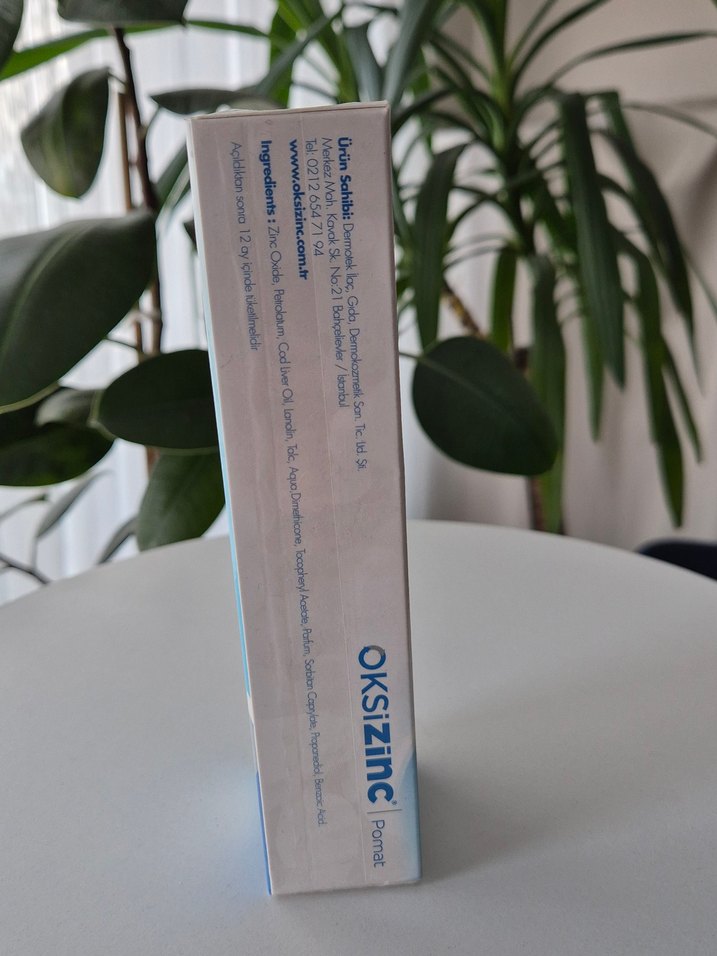 Ürün Sahibi: Dermotek İlaç, Gıda, Dermokozmetik San. Tic. Ltd. Şti.
Merkez Mah. Kavak Sk. No:21 Bahçelievler / İstanbul
Tel: 0212 654 71 94
www.oksizinc.com.tr
Ingredients : Zinc Oxide, Petrolatum, Cod Liver Oil, Lanolin, Talc, Aqua,Dimethicone, Tocopheryl Acetate, Parfum, Sorbitan Caprylate, Propanediol, Benzoic Acid.
Açıldıktan sonra 12 ay içinde tüketilmelidir
OKSizinc® | Pomat